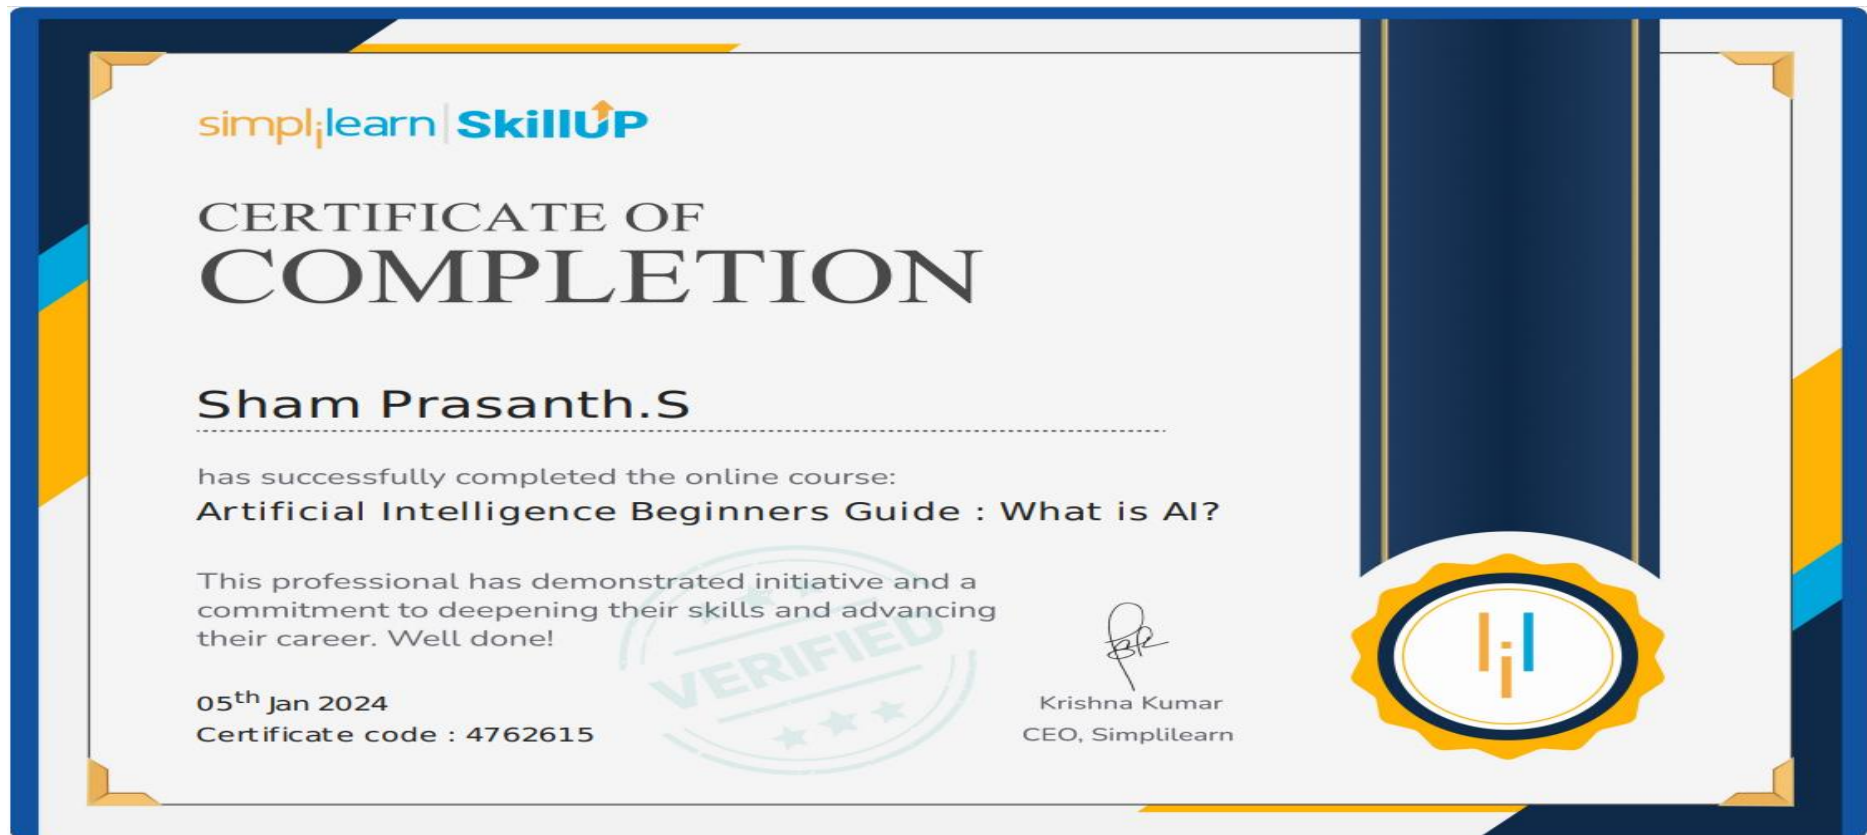 simplilearn | SkillUP
CERTIFICATE OF
COMPLETION
Sham Prasanth.S
has successfully completed the online course:
Artificial Intelligence Beginners Guide : What is AI?
This professional has demonstrated initiative and a
commitment to deepening their skills and advancing
their career. Well done!
VERIFIED
05th Jan 2024
Certificate code : 4762615
Krishna Kumar
CEO, Simplilearn